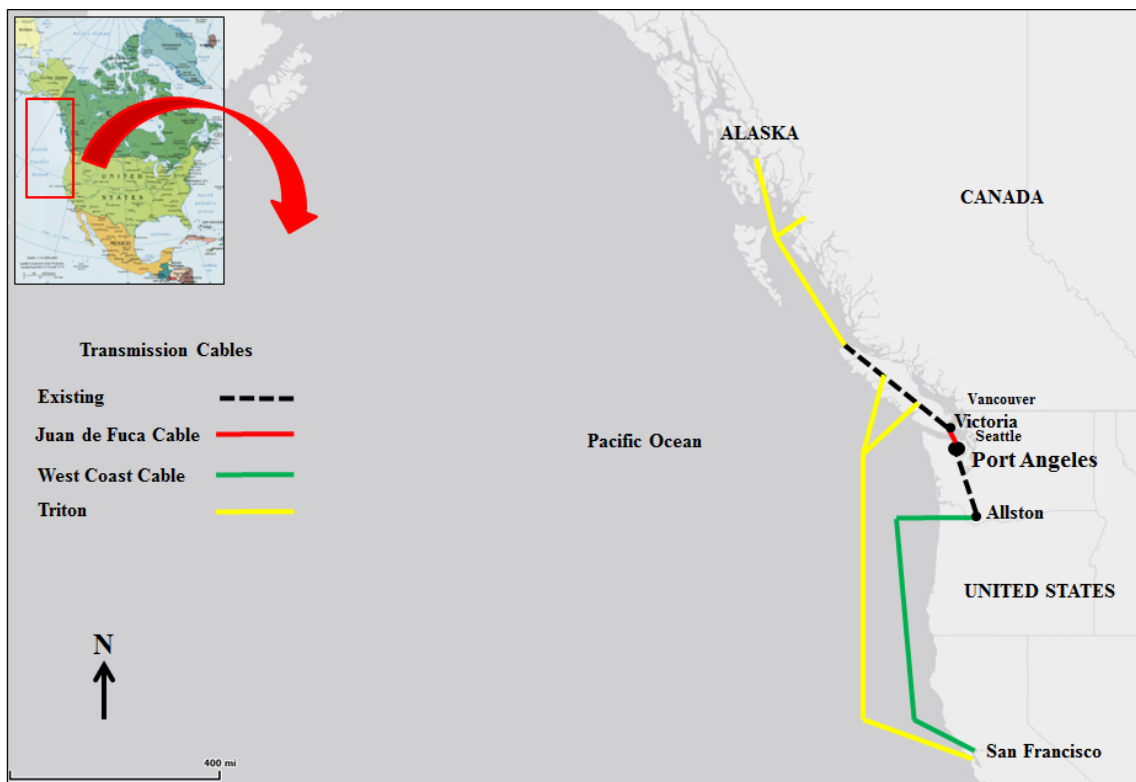 ALASKA
CANADA
UNITED
STATES
MEXICO
Transmission Cables
Existing
Juan de Fuca Cable
West Coast Cable
Triton
Pacific Ocean
Vancouver
Victoria
Seattle
Port Angeles
Allston
UNITED STATES
San Francisco
N
400 mi